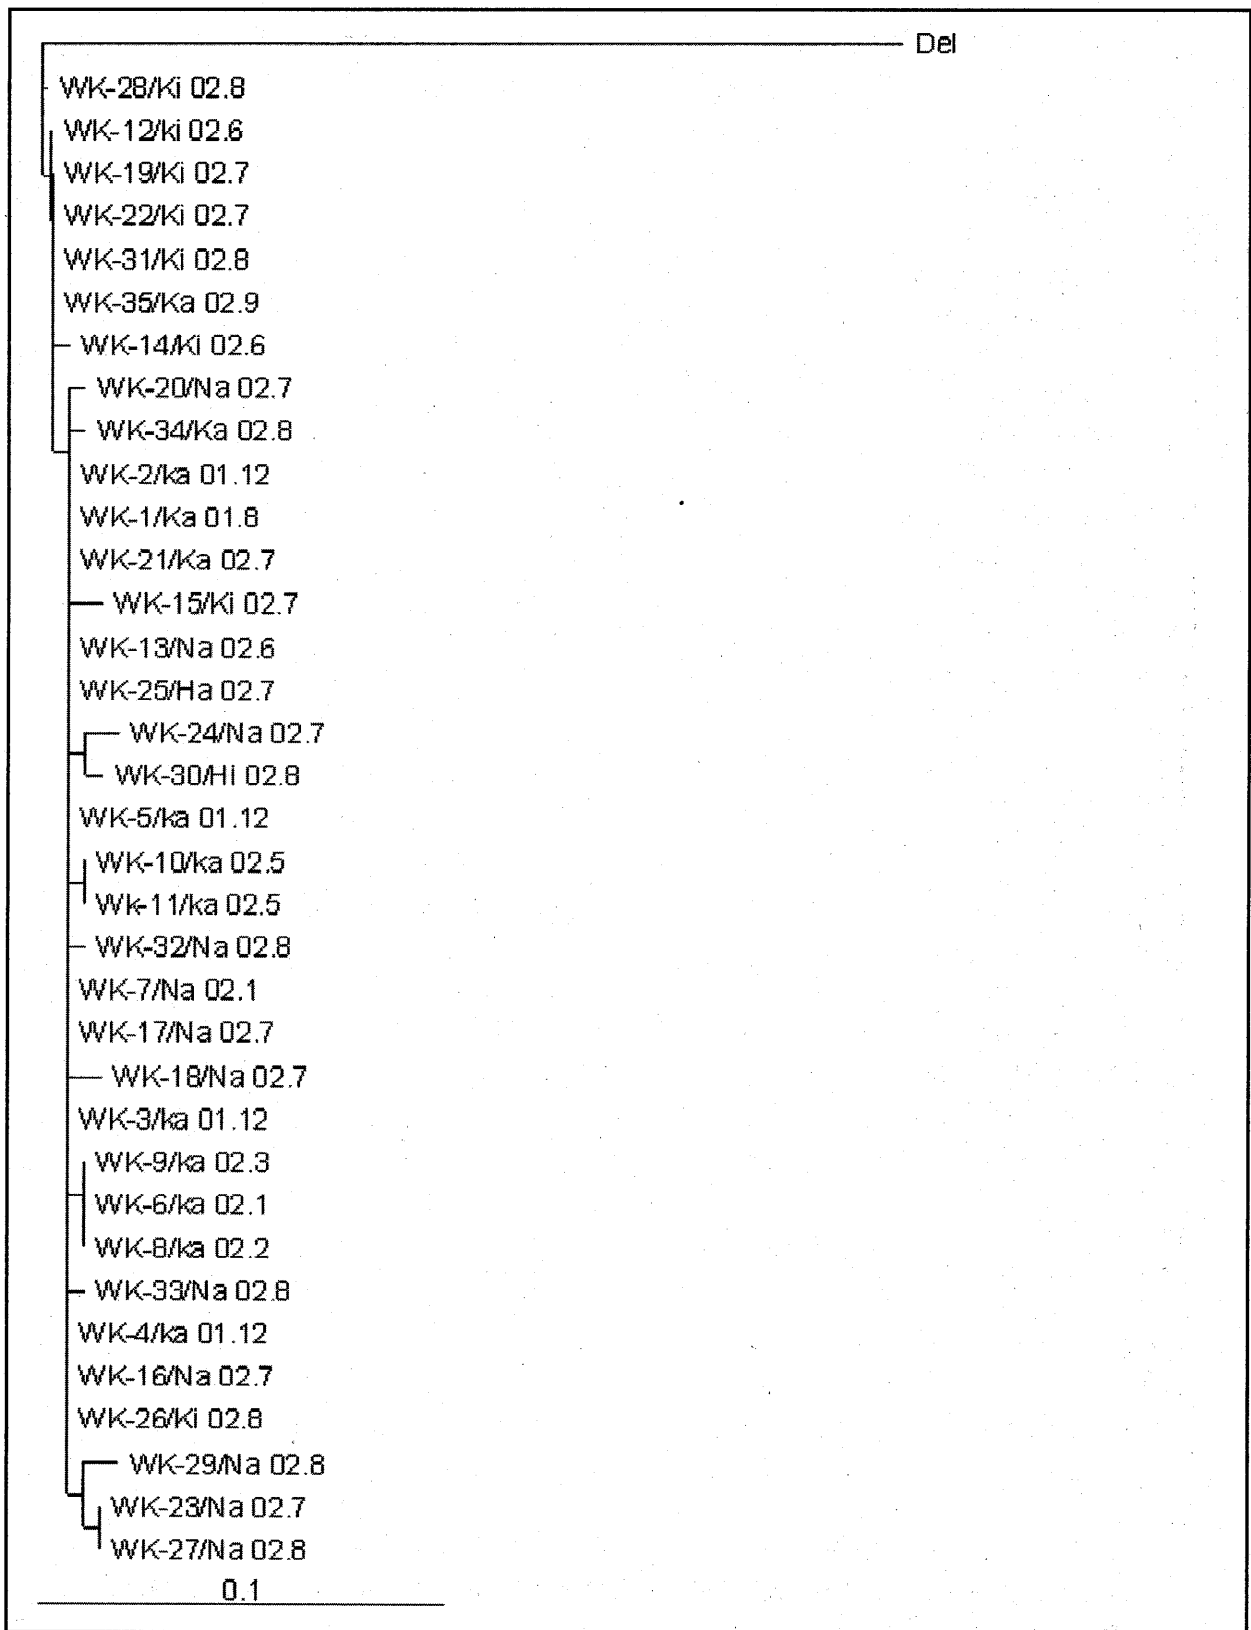 Del
WK-28/Ki 02.8
WK-12/ki 02.6
WK-19/Ki 02.7
WK-22/Ki 02.7
WK-31/Ki 02.8
WK-35/Ka 02.9
WK-14/Ki 02.6
WK-20/Na 02.7
WK-34/Ka 02.8
WK-2/ka 01.12
WK-1/Ka 01.8
WK-21/Ka 02.7
WK-15/Ki 02.7
WK-13/Na 02.6
WK-25/Ha 02.7
WK-24/Na 02.7
WK-30/Hi 02.8
WK-5/ka 01.12
WK-10/ka 02.5
Wk-11/ka 02.5
WK-32/Na 02.8
WK-7/Na 02.1
WK-17/Na 02.7
WK-18/Na 02.7
WK-3/ka 01.12
WK-9/ka 02.3
WK-6/ka 02.1
WK-8/ka 02.2
WK-33/Na 02.8
WK-4/ka 01.12
WK-16/Na 02.7
WK-26/Ki 02.8
WK-29/Na 02.8
WK-23/Na 02.7
WK-27/Na 02.8
0.1